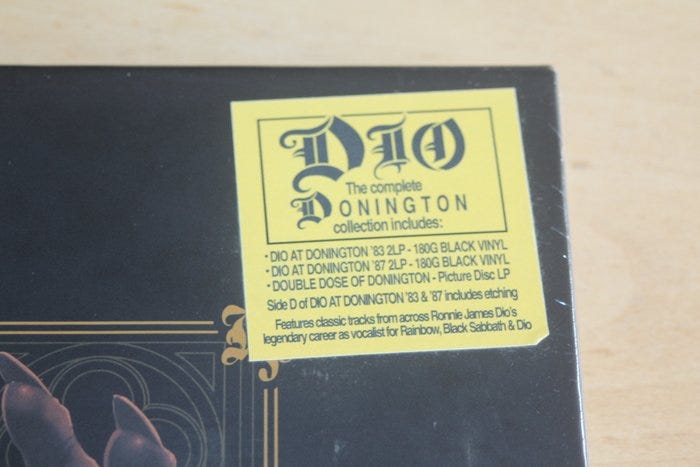 DIO
The complete
DONINGTON
collection includes:
• DIO AT DONINGTON '83 2LP - 180G BLACK VINYL
• DIO AT DONINGTON '87 2LP - 180G BLACK VINYL
• DOUBLE DOSE OF DONINGTON - Picture Disc LP
Side D of DIO AT DONINGTON '83 & '87 includes etching
Features classic tracks from across Ronnie James Dio's
legendary career as vocalist for Rainbow, Black Sabbath & Dio